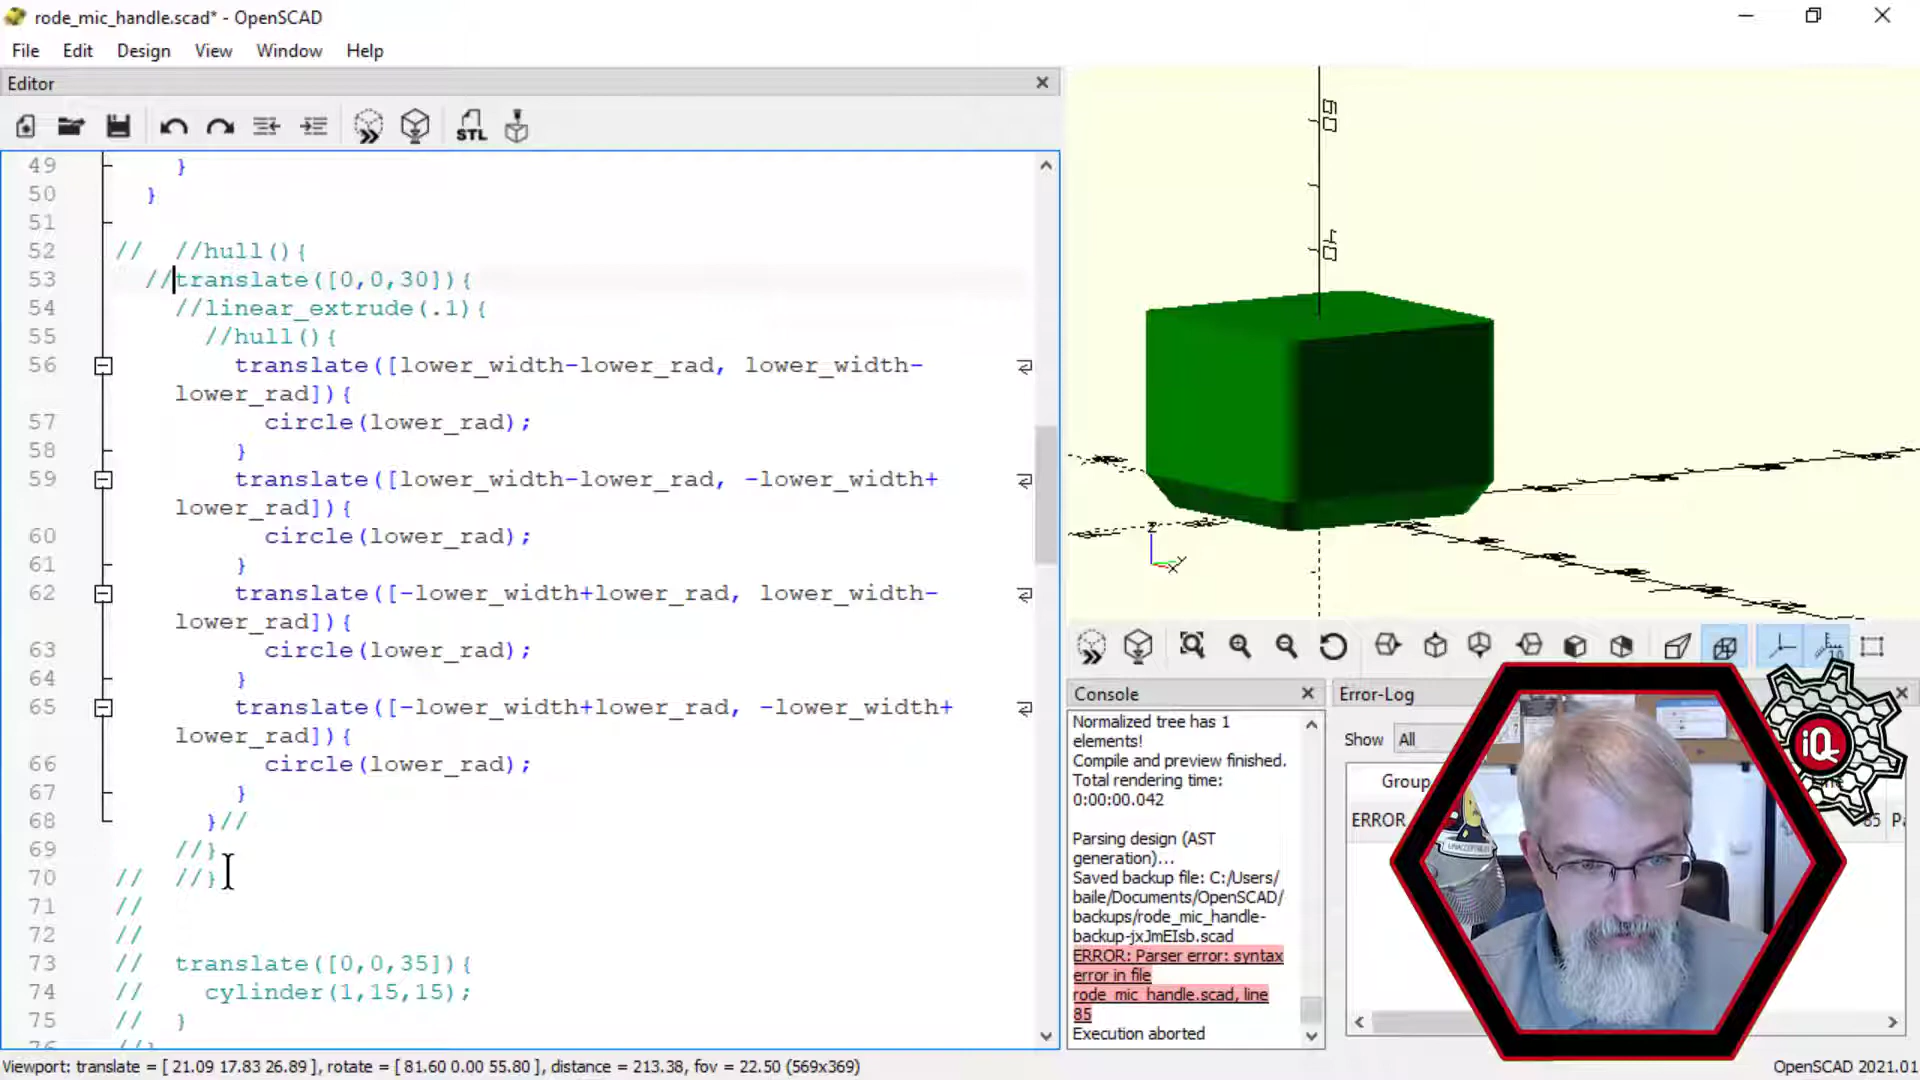 rode_mic_handle.scad* - OpenSCAD
File Edit Design View Window Help
Editor
STL
49 }
50 }
51
52 // //hull(){
53 //translate([0,0,30]){
54 //linear_extrude(.1){
55 //hull(){
56 translate([lower_width-lower_rad, lower_width-
lower_rad]){
57 circle(lower_rad);
58 }
59 translate([lower_width-lower_rad, -lower_width+
lower_rad]){
60 circle(lower_rad);
61 }
62 translate([-lower_width+lower_rad, lower_width-
lower_rad]){
63 circle(lower_rad);
64 }
65 translate([-lower_width+lower_rad, -lower_width+
lower_rad]){
66 circle(lower_rad);
67 }
68 }//
69 //}
70 // //}
71 //
72 //
73 // translate([0,0,35]){
74 // cylinder(1,15,15);
75 // }
76 //}
60
40
Z
Y
X
10
Console
Normalized tree has 1
elements!
Compile and preview finished.
Total rendering time:
0:00:00.042
Parsing design (AST
generation)...
Saved backup file: C:/Users/
baile/Documents/OpenSCAD/
backups/rode_mic_handle-
backup-jxJmEIsb.scad
ERROR: Parser error: syntax
error in file
rode_mic_handle.scad, line
85
Execution aborted
Error-Log
Show All
Group
ERROR 85
iQ
Viewport: translate = [ 21.09 17.83 26.89 ], rotate = [ 81.60 0.00 55.80 ], distance = 213.38, fov = 22.50 (569x369)
OpenSCAD 2021.01